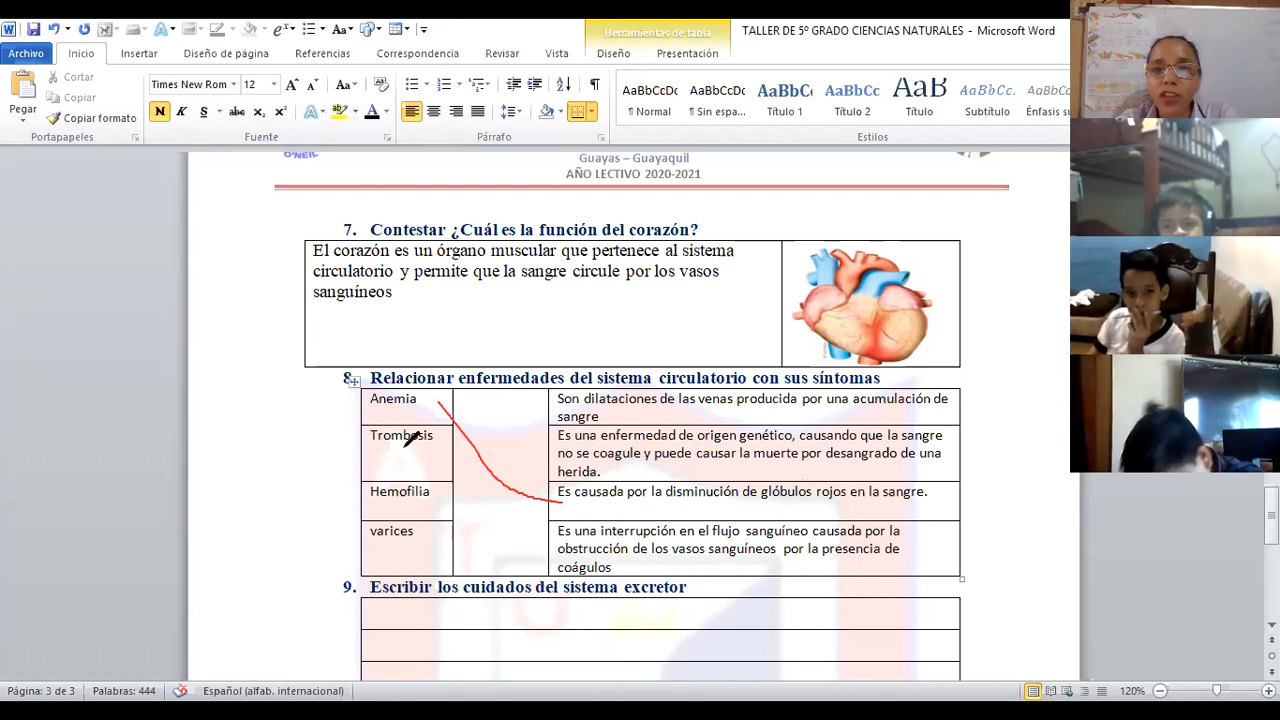 Herramientas de tabla
TALLER DE 5º GRADO CIENCIAS NATURALES - Microsoft Word
Archivo Inicio Insertar Diseño de página Referencias Correspondencia Revisar Vista Diseño Presentación
Cortar
Copiar
Copiar formato
Pegar
Times New Rom 12
N K S abc x₂ x²
AaBbCcDc AaBbCcDc AaBbCc AaBbCc AaB AaBbCc. AaBbCcDc
¶ Normal ¶ Sin espa... Título 1 Título 2 Título Subtítulo Énfasis su
Portapapeles Fuente Párrafo Estilos
O'NEIL
Guayas – Guayaquil
AÑO LECTIVO 2020-2021
7. Contestar ¿Cuál es la función del corazón?
El corazón es un órgano muscular que pertenece al sistema
circulatorio y permite que la sangre circule por los vasos
sanguíneos
8. Relacionar enfermedades del sistema circulatorio con sus síntomas
Anemia
Son dilataciones de las venas producida por una acumulación de
sangre
Trombosis
Es una enfermedad de origen genético, causando que la sangre
no se coagule y puede causar la muerte por desangrado de una
herida.
Hemofilia
Es causada por la disminución de glóbulos rojos en la sangre.
varices
Es una interrupción en el flujo sanguíneo causada por la
obstrucción de los vasos sanguíneos por la presencia de
coágulos
9. Escribir los cuidados del sistema excretor
Página: 3 de 3 Palabras: 444 Español (alfab. internacional) 120%